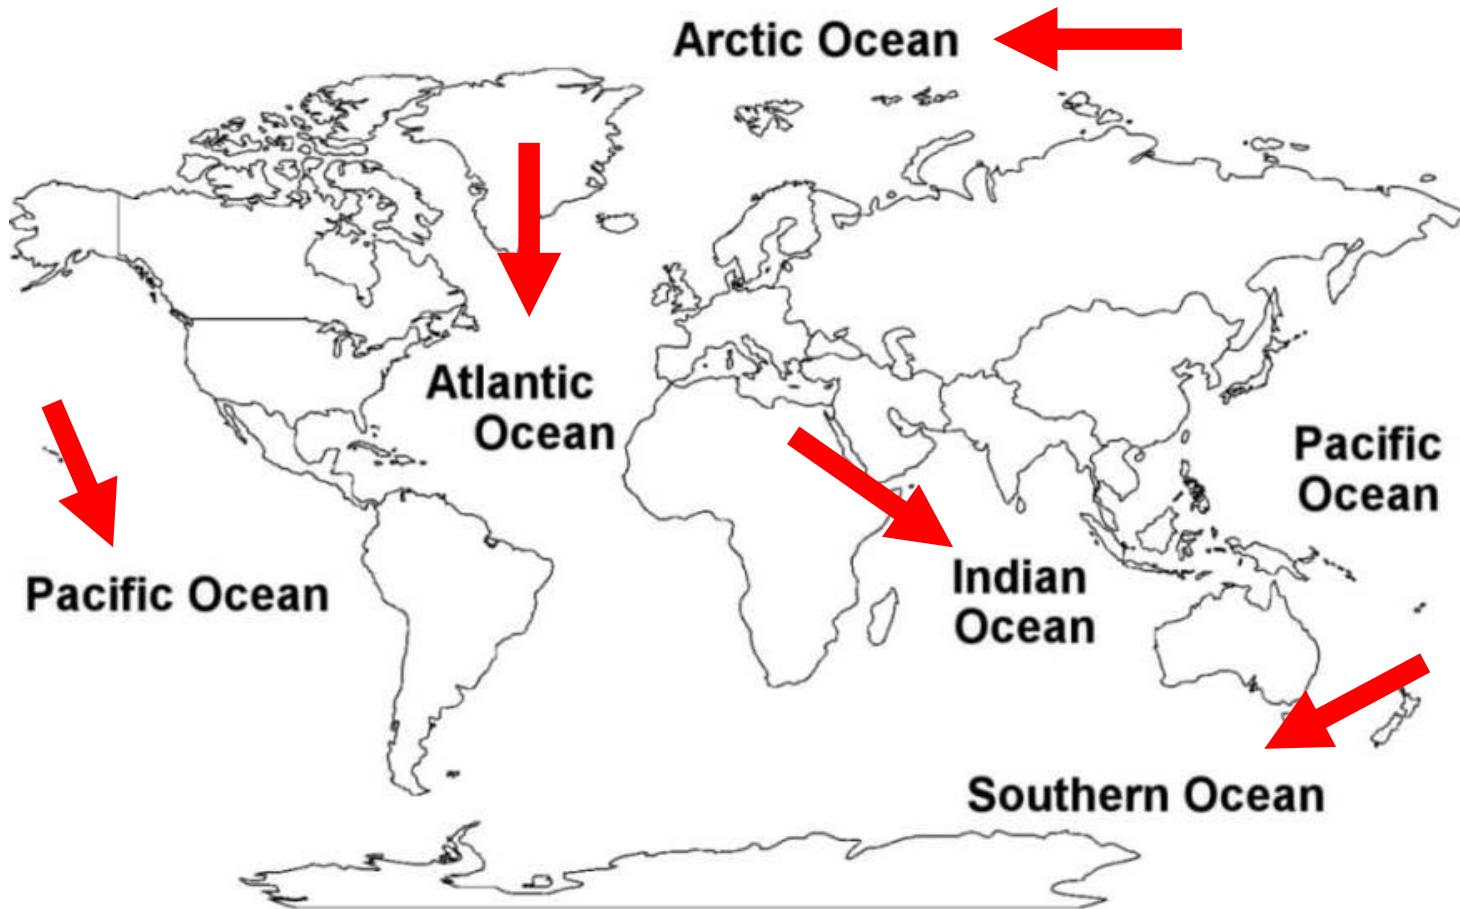 Arctic Ocean
Atlantic
Ocean
Pacific
Ocean
Pacific Ocean
Indian
Ocean
Southern Ocean